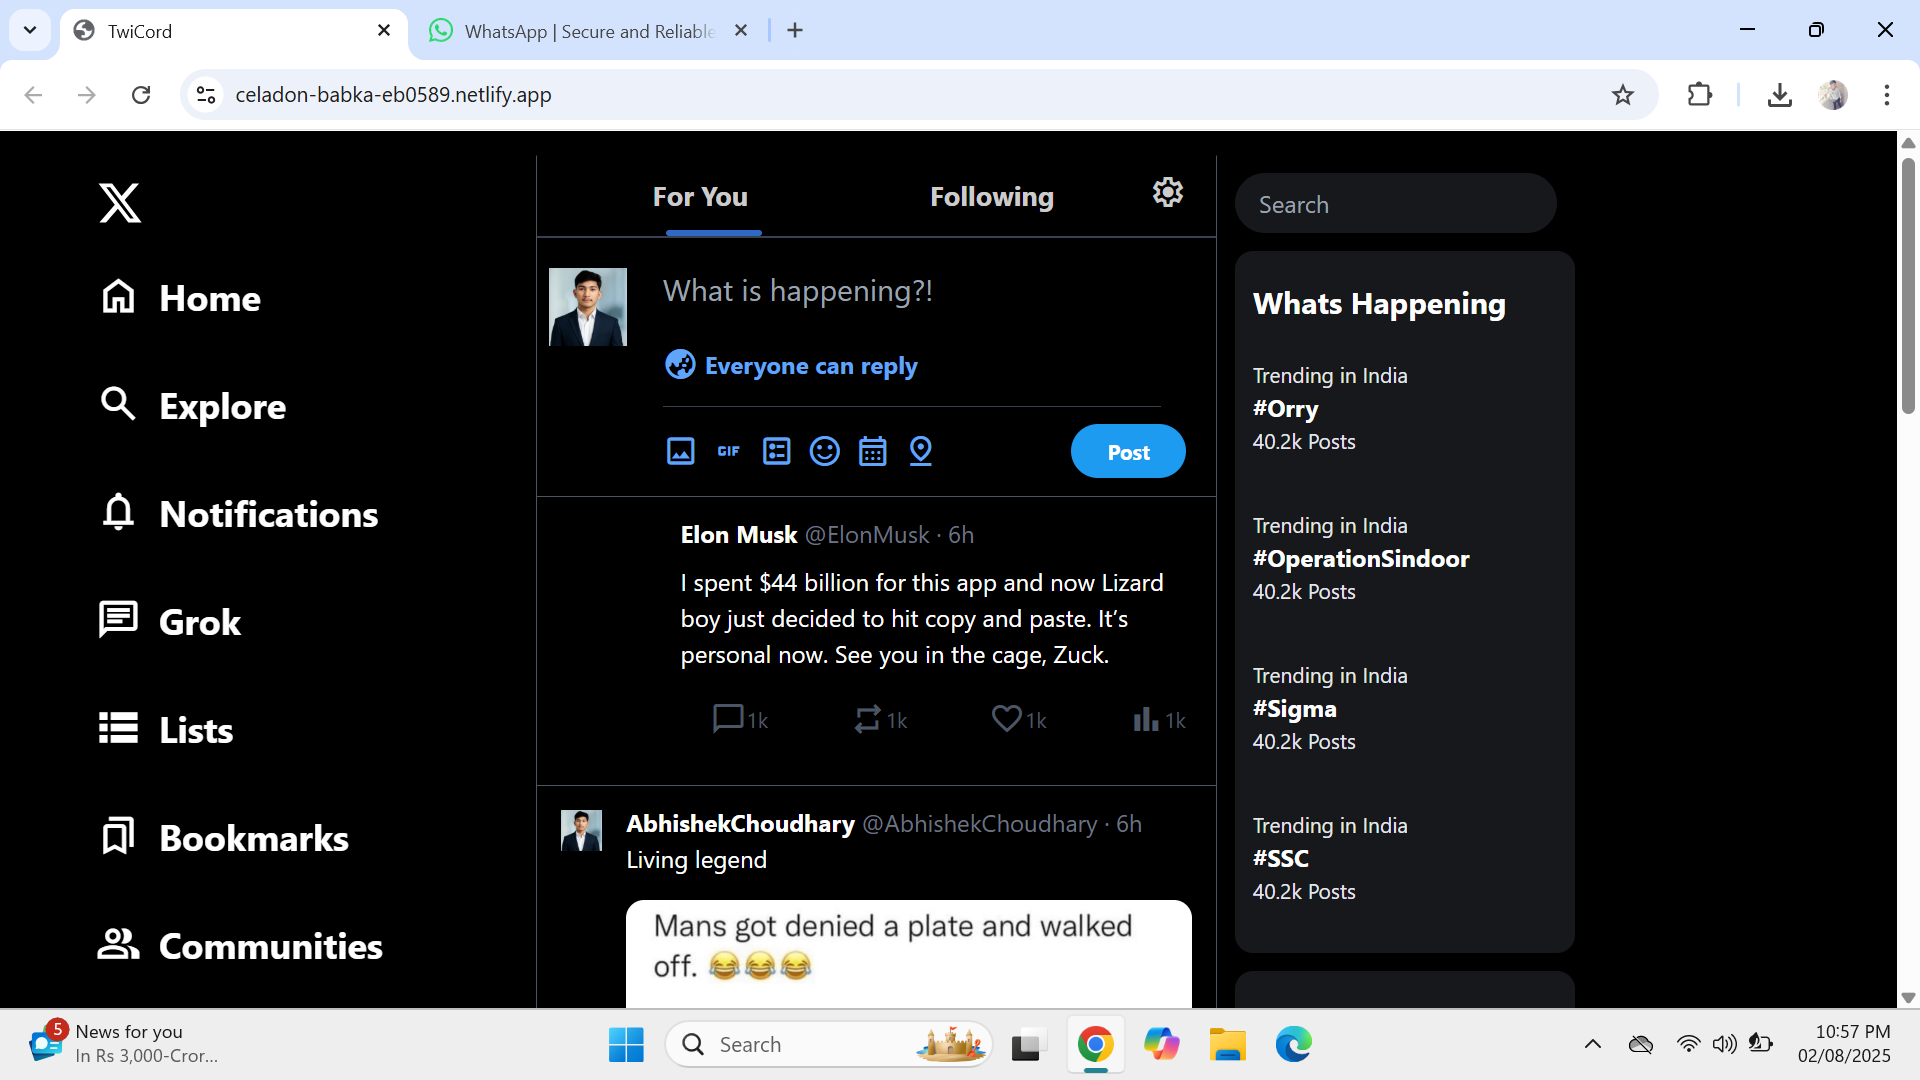 TwiCord
WhatsApp | Secure and Reliable
celadon-babka-eb0589.netlify.app
Home
Explore
Notifications
Grok
Lists
Bookmarks
Communities
For You
Following
What is happening?!
Everyone can reply
GIF
Post
Elon Musk @ElonMusk · 6h
I spent $44 billion for this app and now Lizard
boy just decided to hit copy and paste. It’s
personal now. See you in the cage, Zuck.
1k 1k 1k 1k
AbhishekChoudhary @AbhishekChoudhary · 6h
Living legend
Mans got denied a plate and walked
off. 😂😂😂
Search
Whats Happening
Trending in India
#Orry
40.2k Posts
Trending in India
#OperationSindoor
40.2k Posts
Trending in India
#Sigma
40.2k Posts
Trending in India
#SSC
40.2k Posts
5
News for you
In Rs 3,000-Cror...
Search
10:57 PM
02/08/2025